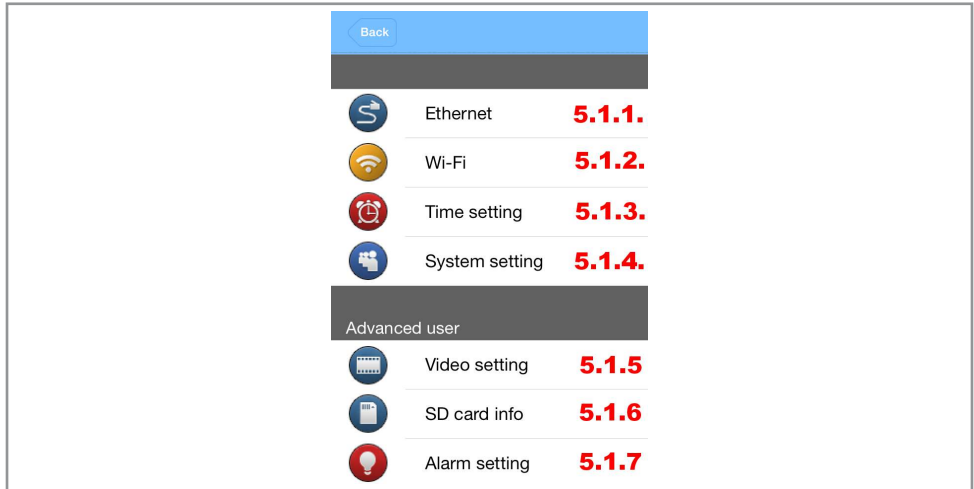 Back
Ethernet 5.1.1.
Wi-Fi 5.1.2.
Time setting 5.1.3.
System setting 5.1.4.
Advanced user
Video setting 5.1.5
SD card info 5.1.6
Alarm setting 5.1.7